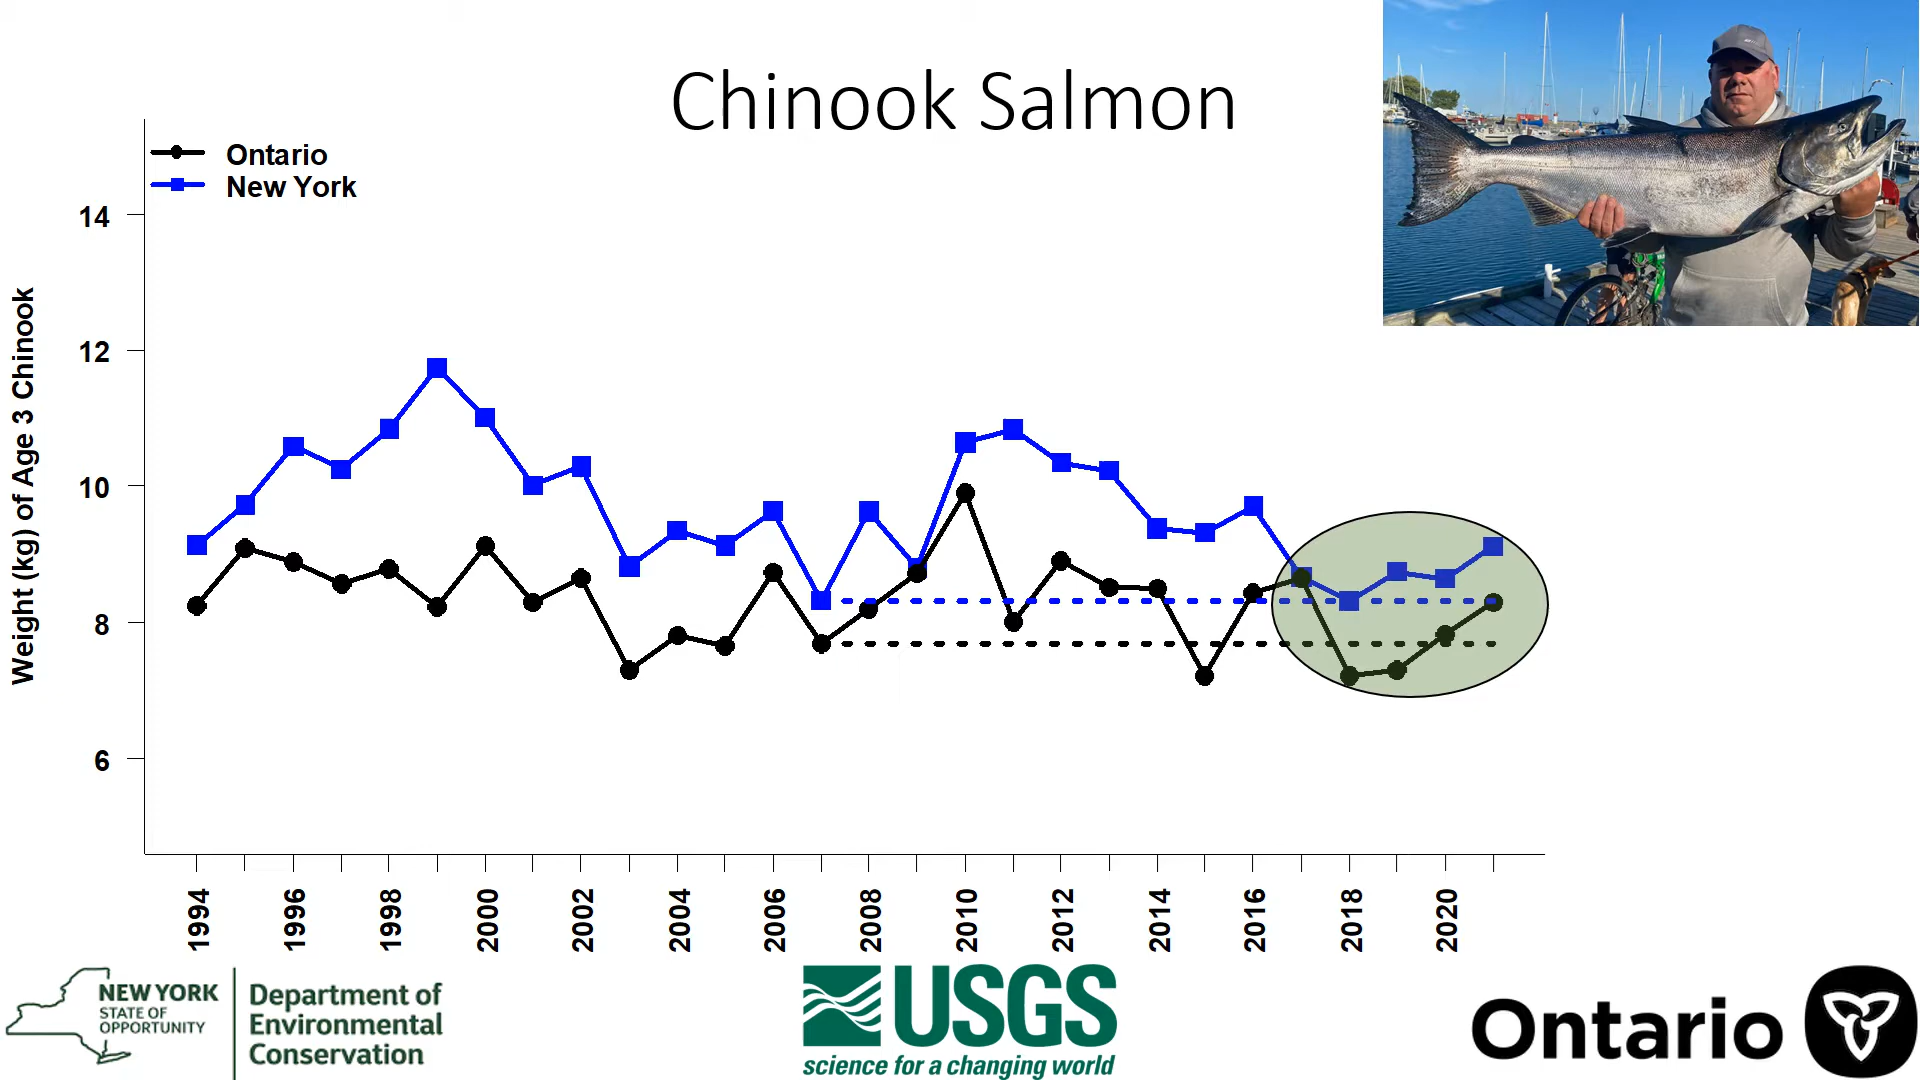 Chinook Salmon
Ontario
New York
14
12
10
8
6
Weight (kg) of Age 3 Chinook
1994
1996
1998
2000
2002
2004
2006
2008
2010
2012
2014
2016
2018
2020
NEW YORK
STATE OF
OPPORTUNITY
Department of
Environmental
Conservation
USGS
science for a changing world
Ontario